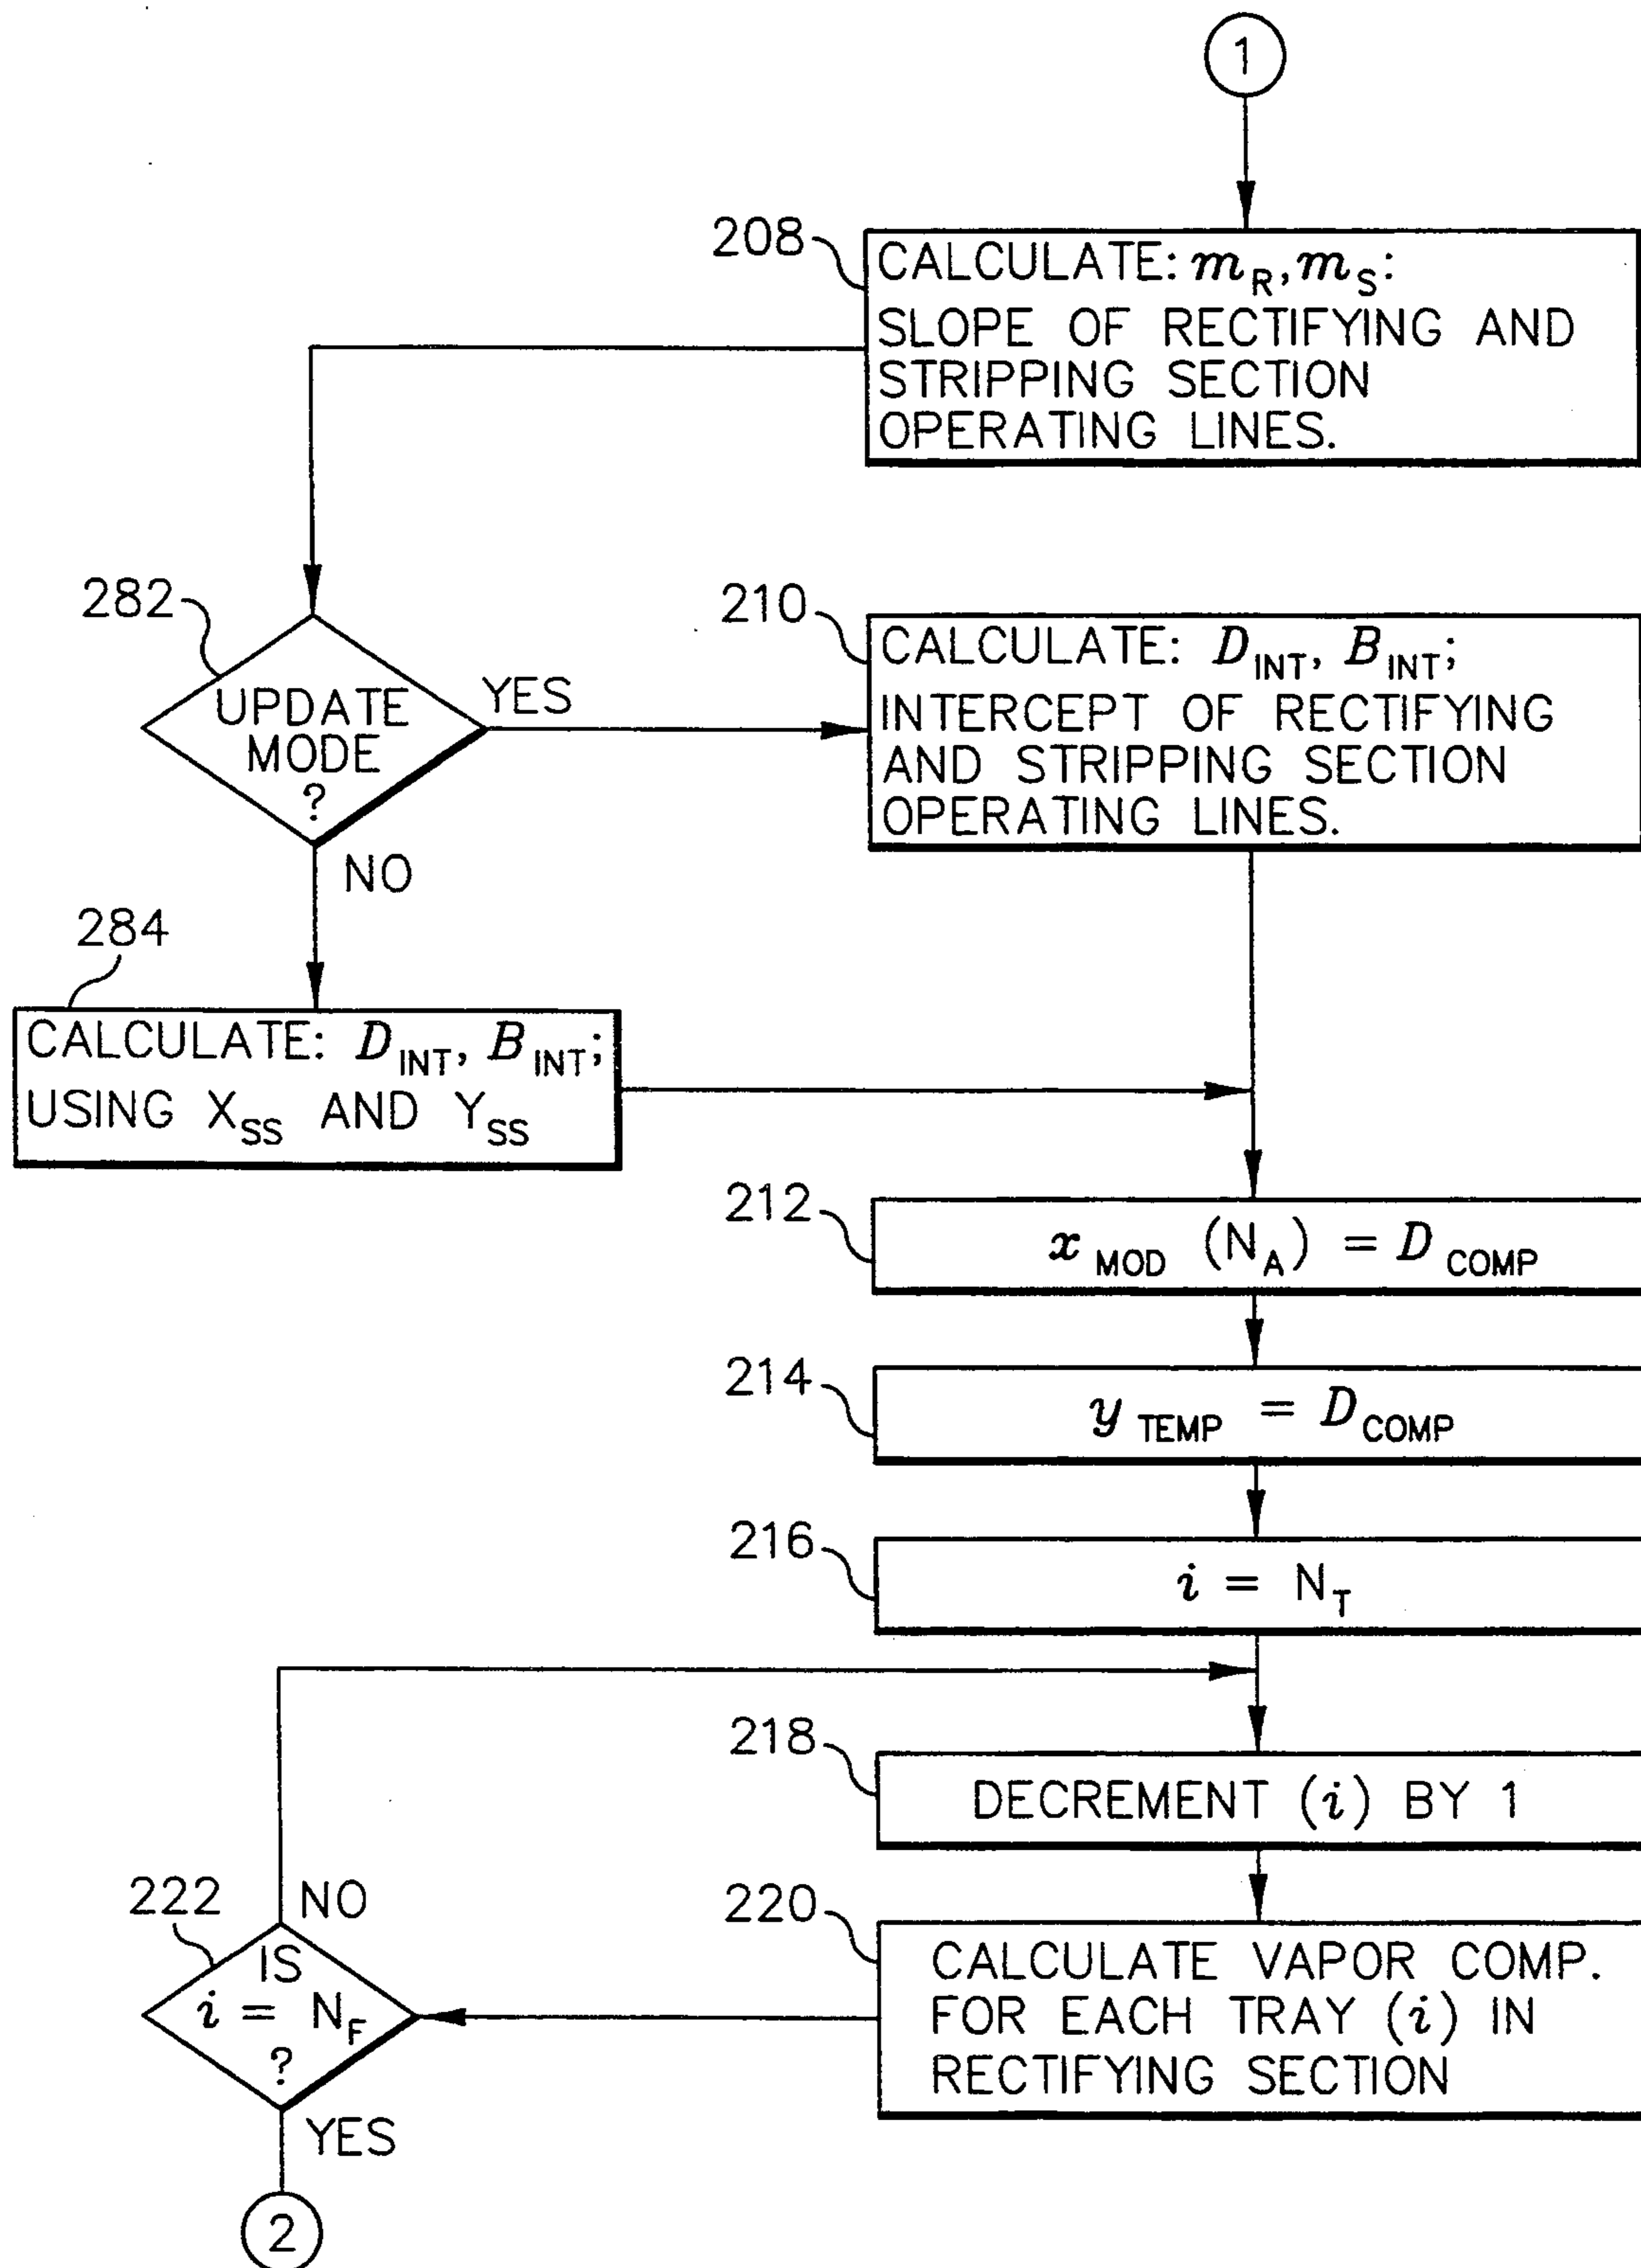 1
208
CALCULATE: m_R, m_S:
SLOPE OF RECTIFYING AND
STRIPPING SECTION
OPERATING LINES.
282
UPDATE
MODE
?
YES
NO
210
CALCULATE: D_INT, B_INT;
INTERCEPT OF RECTIFYING
AND STRIPPING SECTION
OPERATING LINES.
284
CALCULATE: D_INT, B_INT;
USING X_SS AND Y_SS
212
x_MOD (N_A) = D_COMP
214
y_TEMP = D_COMP
216
i = N_T
218
DECREMENT (i) BY 1
220
CALCULATE VAPOR COMP.
FOR EACH TRAY (i) IN
RECTIFYING SECTION
222
NO
IS
i = N_F
?
YES
2